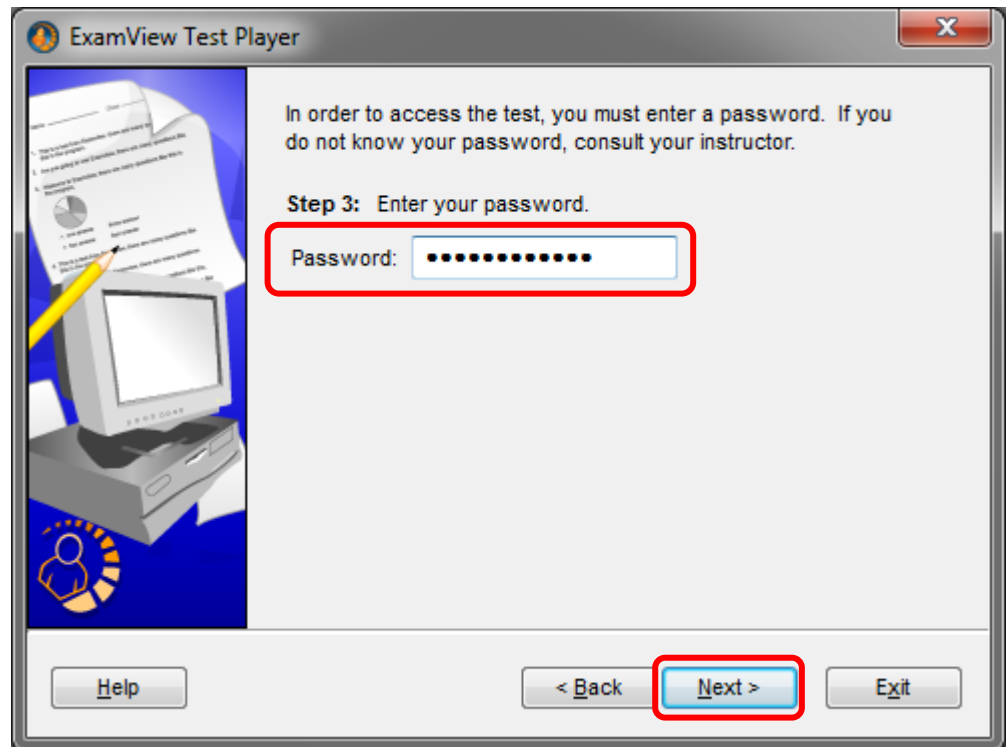 ExamView Test Player
In order to access the test, you must enter a password. If you
do not know your password, consult your instructor.
Step 3: Enter your password.
Password: ••••••••••••
Help
< Back
Next >
Exit